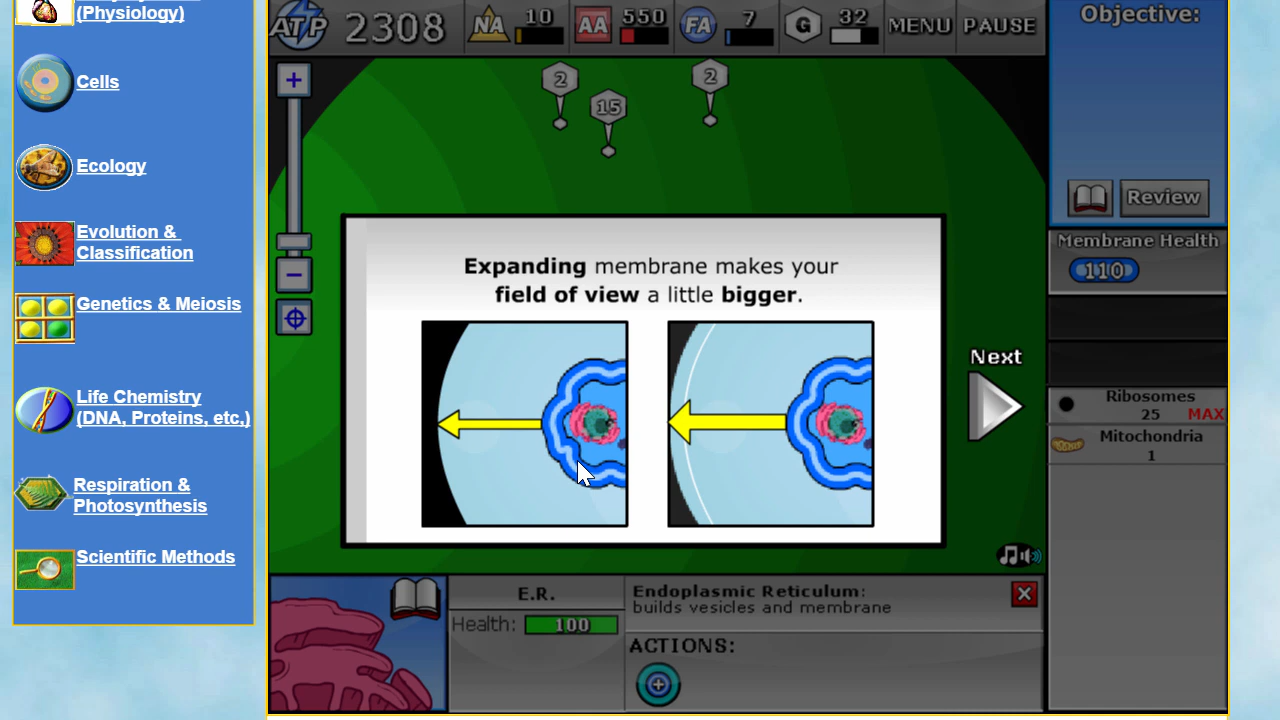 (Physiology)
Cells
Ecology
Evolution &
Classification
Genetics & Meiosis
Life Chemistry
(DNA, Proteins, etc.)
Respiration &
Photosynthesis
Scientific Methods
ATP 2308
NA 10
AA 550
FA 7
G 32
MENU PAUSE
2
15
2
Expanding membrane makes your
field of view a little bigger.
Next
Objective:
Review
Membrane Health
110
Ribosomes
25 MAX
Mitochondria
1
E.R.
Health: 100
Endoplasmic Reticulum:
builds vesicles and membrane
ACTIONS: